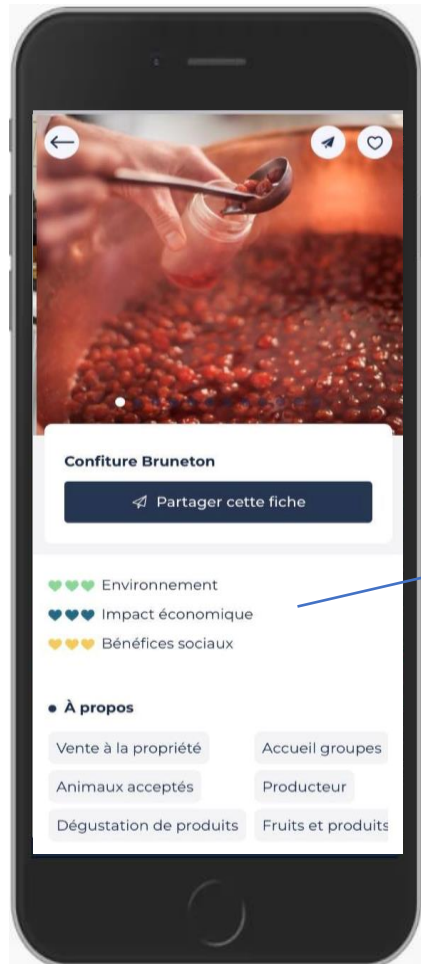 Confiture Bruneton
Partager cette fiche
Environnement
Impact économique
Bénéfices sociaux
À propos
Vente à la propriété Accueil groupes
Animaux acceptés Producteur
Dégustation de produits Fruits et produits